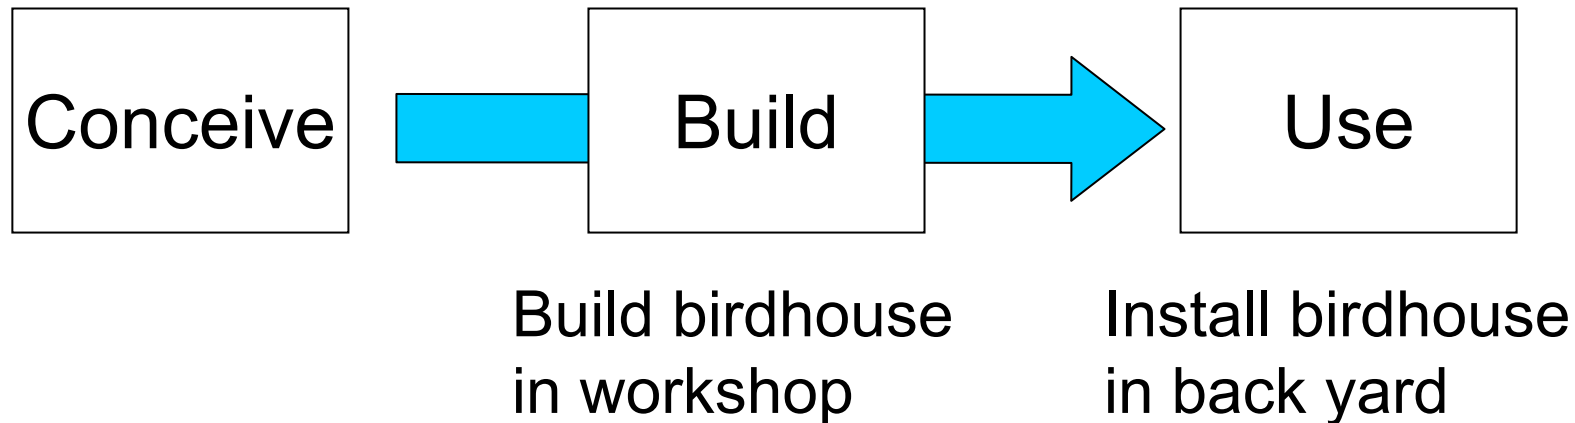 Conceive
Build
Use
Build birdhouse
in workshop
Install birdhouse
in back yard